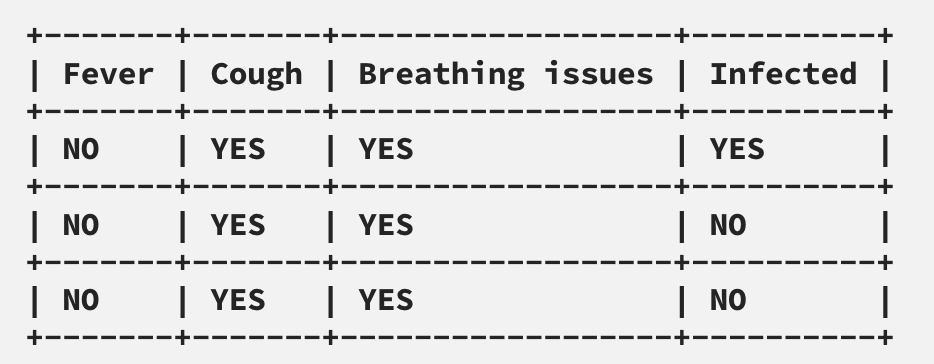 +-------+-------+------------------+----------+
| Fever | Cough | Breathing issues | Infected |
+-------+-------+------------------+----------+
| NO    | YES   | YES              | YES      |
+-------+-------+------------------+----------+
| NO    | YES   | YES              | NO       |
+-------+-------+------------------+----------+
| NO    | YES   | YES              | NO       |
+-------+-------+------------------+----------+